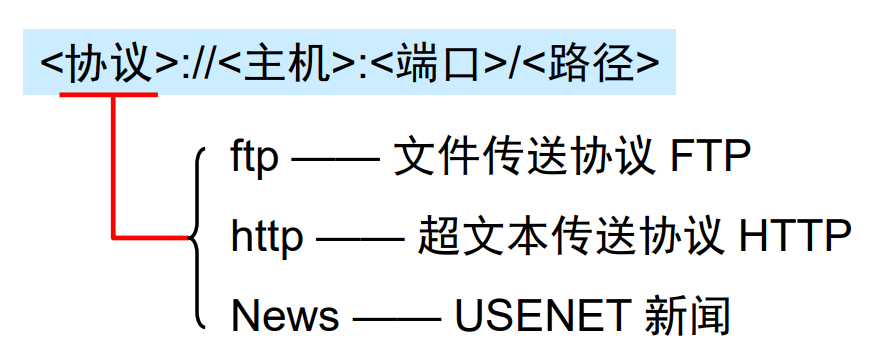 <协议>://<主机>:<端口>/<路径>
ftp —— 文件传送协议 FTP
http —— 超文本传送协议 HTTP
News —— USENET 新闻